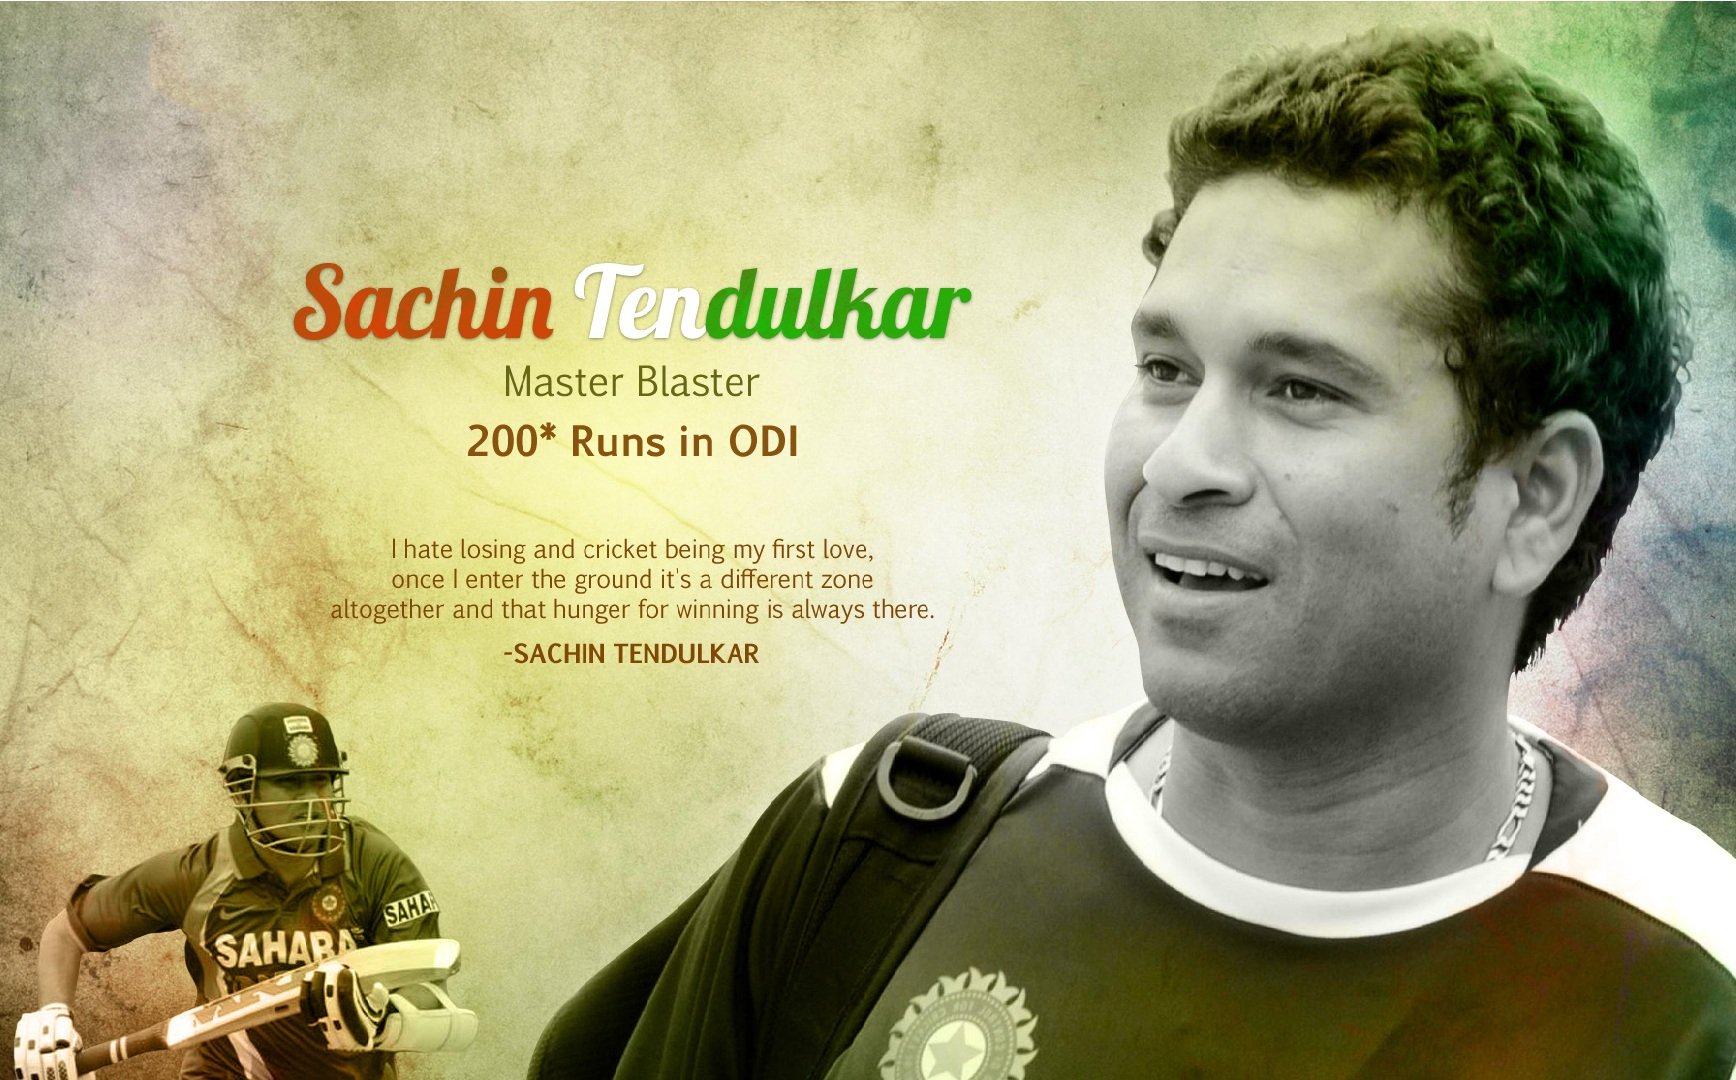 Sachin Tendulkar
Master Blaster
200* Runs in ODI
I hate losing and cricket being my first love,
once I enter the ground it's a different zone
altogether and that hunger for winning is always there.
-SACHIN TENDULKAR
SAHARA